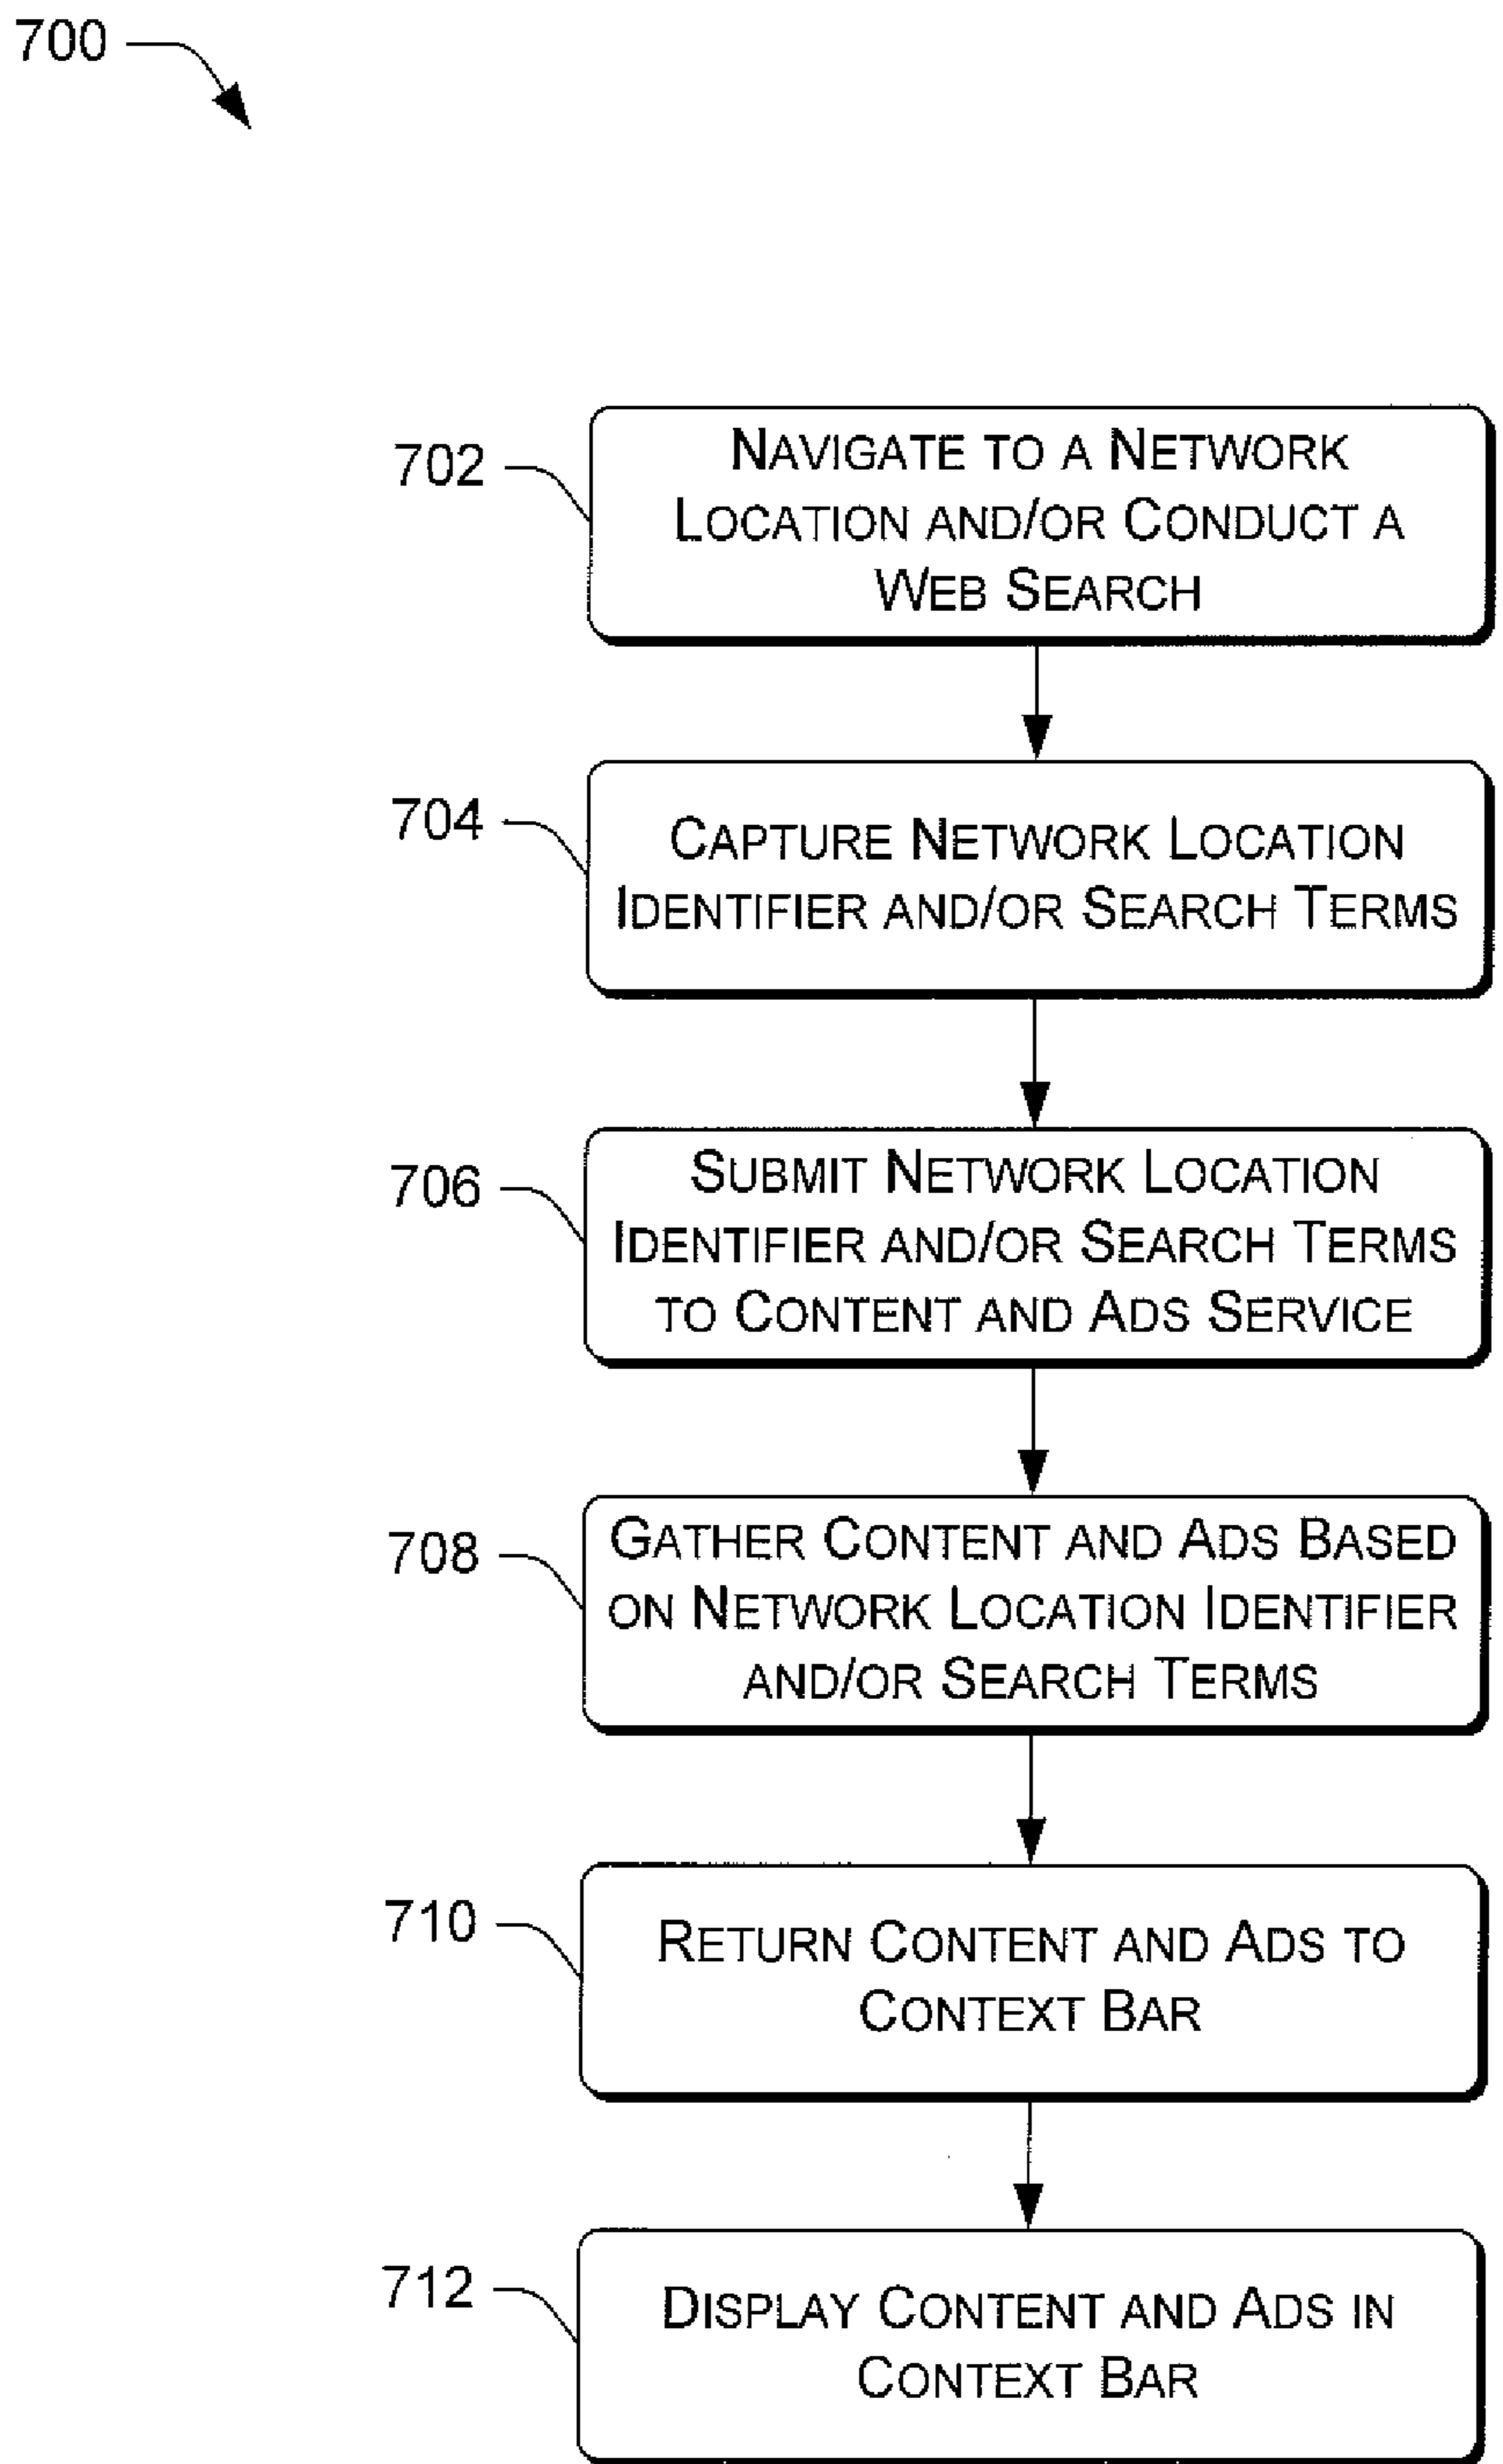 700
702
NAVIGATE TO A NETWORK
LOCATION AND/OR CONDUCT A
WEB SEARCH
704
CAPTURE NETWORK LOCATION
IDENTIFIER AND/OR SEARCH TERMS
706
SUBMIT NETWORK LOCATION
IDENTIFIER AND/OR SEARCH TERMS
TO CONTENT AND ADS SERVICE
708
GATHER CONTENT AND ADS BASED
ON NETWORK LOCATION IDENTIFIER
AND/OR SEARCH TERMS
710
RETURN CONTENT AND ADS TO
CONTEXT BAR
712
DISPLAY CONTENT AND ADS IN
CONTEXT BAR